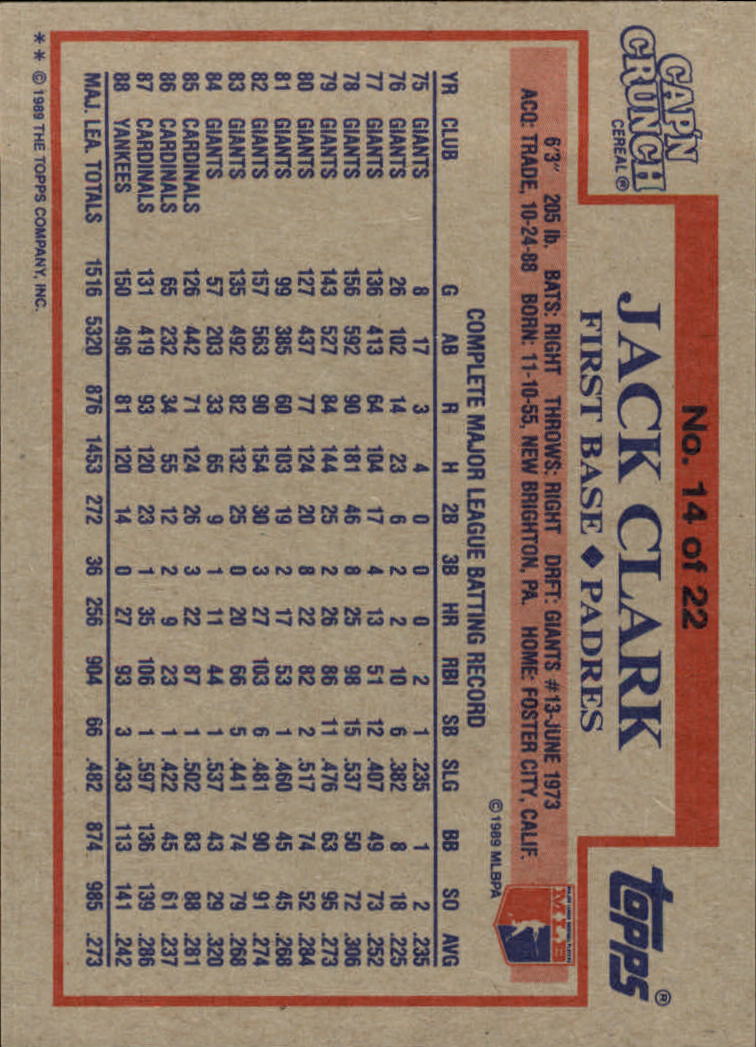 No. 14 of 22
CAP'N
CRUNCH
CEREAL®
JACK CLARK
FIRST BASE ♦ PADRES
topps®
6'3" 205 lb. BATS: RIGHT THROWS: RIGHT DRFT: GIANTS #13-JUNE 1973
ACQ: TRADE, 10-24-88 BORN: 11-10-55, NEW BRIGHTON, PA. HOME: FOSTER CITY, CALIF.
MLB
© 1989 MLBPA
COMPLETE MAJOR LEAGUE BATTING RECORD
YR CLUB G AB R H 2B 3B HR RBI SB SLG BB SO AVG
75 GIANTS 8 17 3 4 0 0 0 2 1 .235 1 2 .235
76 GIANTS 26 102 14 23 6 2 2 10 6 .382 8 18 .225
77 GIANTS 136 413 64 104 17 4 13 51 12 .407 49 73 .252
78 GIANTS 156 592 90 181 46 8 25 98 15 .537 50 72 .306
79 GIANTS 143 527 84 144 25 2 26 86 11 .476 63 95 .273
80 GIANTS 127 437 77 124 20 8 22 82 2 .517 74 52 .284
81 GIANTS 99 385 60 103 19 2 17 53 1 .460 45 45 .268
82 GIANTS 157 563 90 154 30 3 27 103 6 .481 90 91 .274
83 GIANTS 135 492 82 132 25 0 20 66 5 .441 74 79 .268
84 GIANTS 57 203 33 65 9 1 11 44 1 .537 43 29 .320
85 CARDINALS 126 442 71 124 26 3 22 87 1 .502 83 88 .281
86 CARDINALS 65 232 34 55 12 2 9 23 1 .422 45 61 .237
87 CARDINALS 131 419 93 120 23 1 35 106 1 .597 136 139 .286
88 YANKEES 150 496 81 120 14 0 27 93 3 .433 113 141 .242
MAJ. LEA. TOTALS 1516 5320 876 1453 272 36 256 904 66 .482 874 985 .273
* * © 1989 THE TOPPS COMPANY, INC.